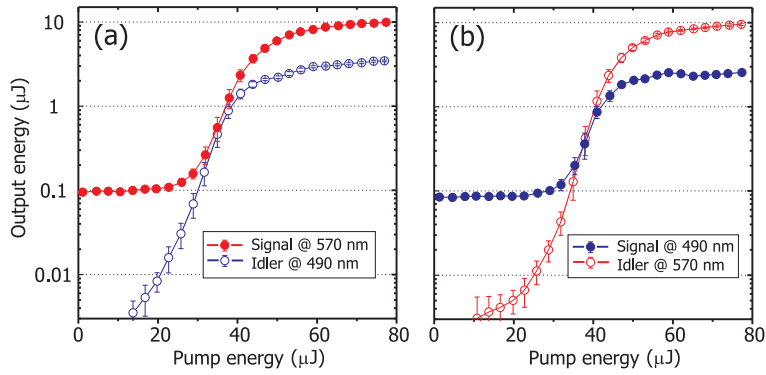 (a)
(b)
Output energy (μJ)
10
1
0.1
0.01
Signal @ 570 nm
Idler @ 490 nm
Signal @ 490 nm
Idler @ 570 nm
0 20 40 60 80
0 20 40 60 80
Pump energy (μJ)
Pump energy (μJ)